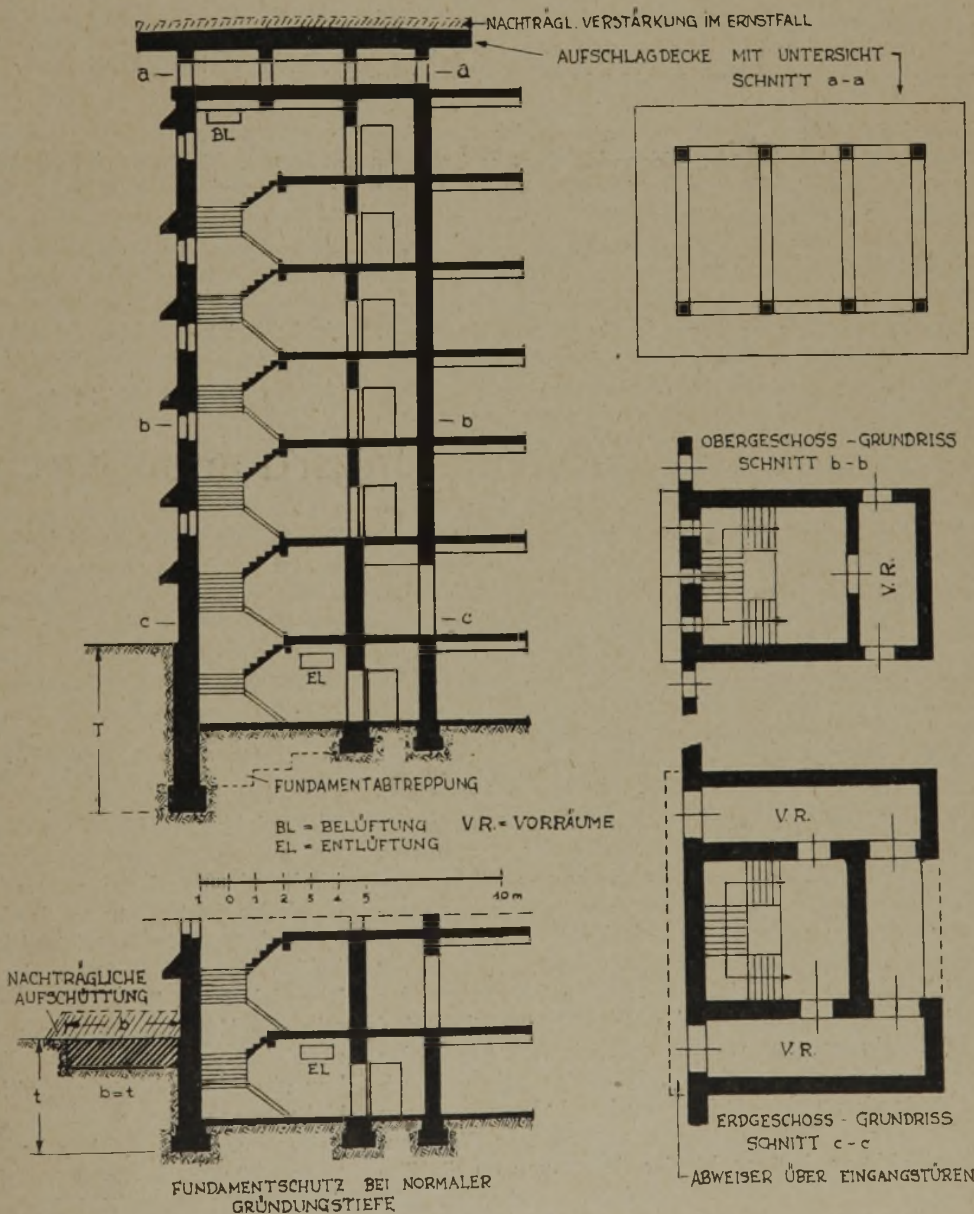 NACHTRÄGL. VERSTÄRKUNG IM ERNSTFALL
AUFSCHLAGDECKE MIT UNTERSICHT
SCHNITT a-a
a
a
BL
b
b
OBERGESCHOSS - GRUNDRISS
SCHNITT b-b
V.R.
c
c
EL
T
FUNDAMENTABTREPPUNG
BL = BELÜFTUNG V.R. = VORRÄUME
EL = ENTLÜFTUNG
1 0 1 2 3 4 5 10 m
V.R.
NACHTRÄGLICHE
AUFSCHÜTTUNG
b
EL
t
b=t
V.R.
ERDGESCHOSS - GRUNDRISS
SCHNITT c-c
ABWEISER ÜBER EINGANGSTÜREN
FUNDAMENTSCHUTZ BEI NORMALER
GRÜNDUNGSTIEFE